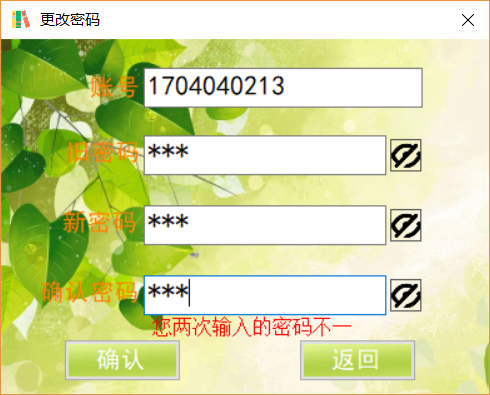 更改密码
账号 1704040213
旧密码 ***
新密码 ***
确认密码 ***
您两次输入的密码不一
确认 返回